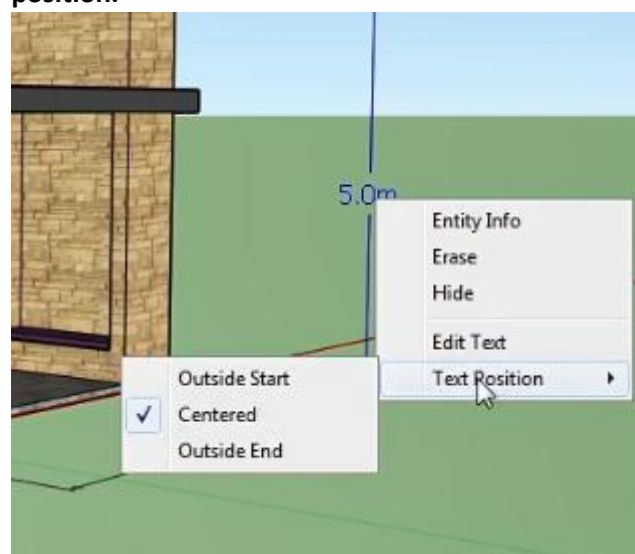 position.
5.0m
Entity Info
Erase
Hide
Edit Text
Text Position
Outside Start
Centered
Outside End